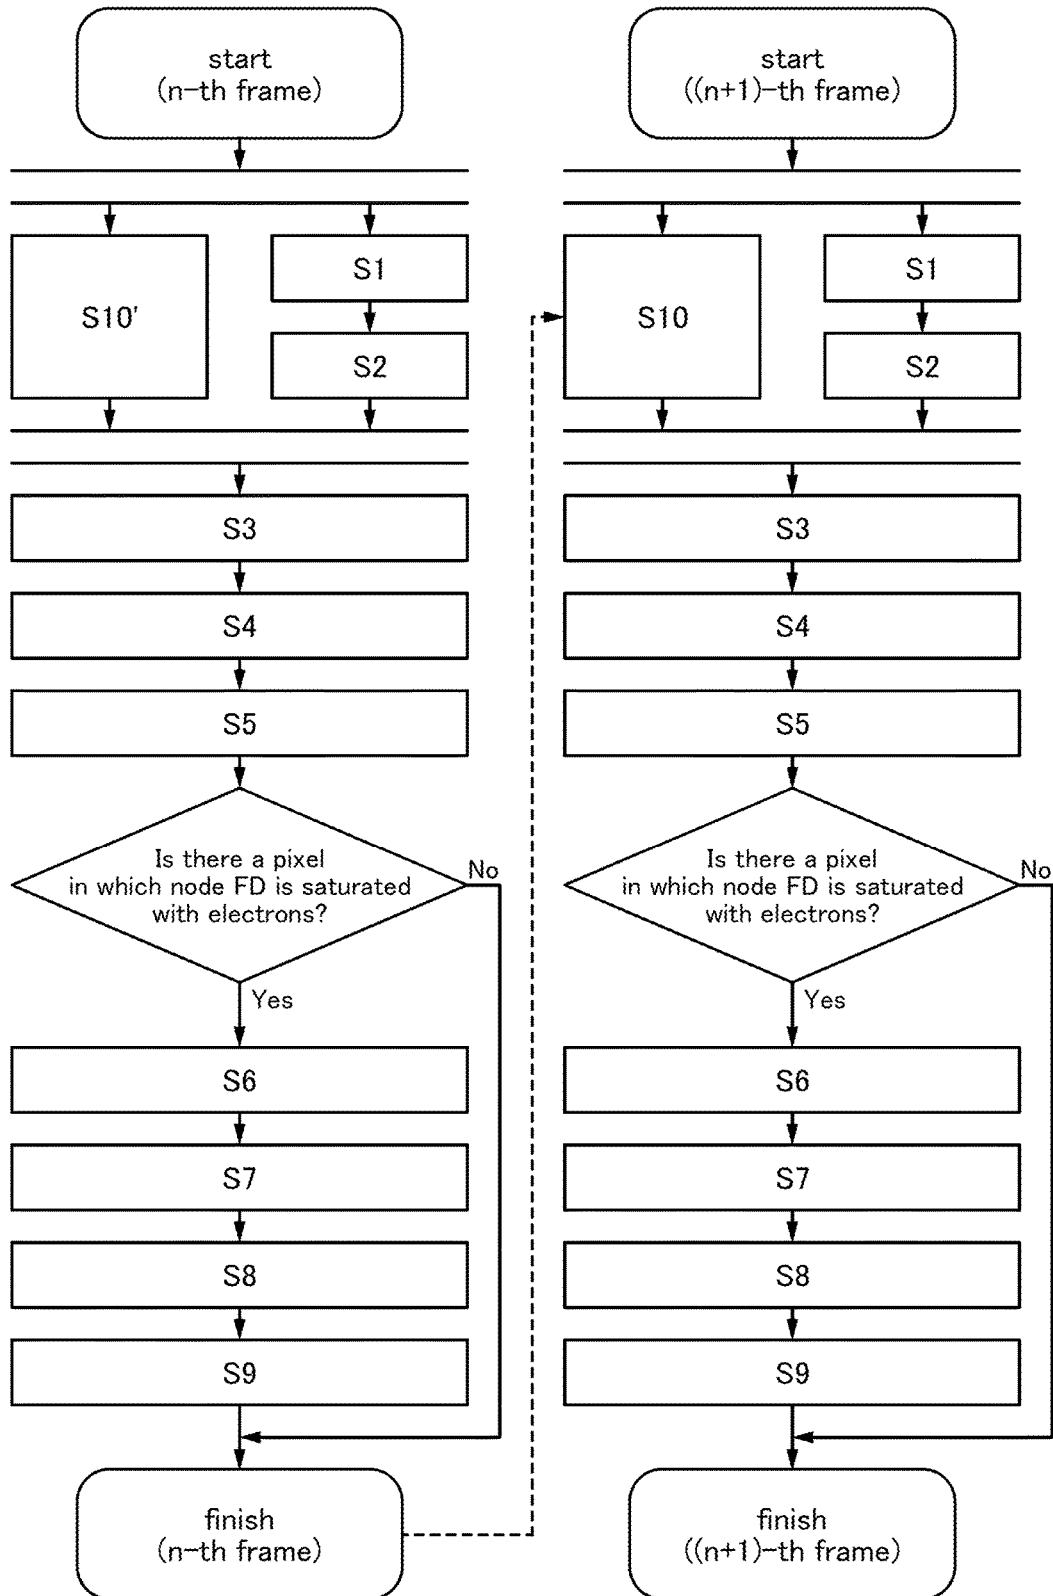 start
(n-th frame)
S10'
S1
S2
S3
S4
S5
Is there a pixel
in which node FD is saturated
with electrons?
No
Yes
S6
S7
S8
S9
finish
(n-th frame)
start
((n+1)-th frame)
S10
S1
S2
S3
S4
S5
Is there a pixel
in which node FD is saturated
with electrons?
No
Yes
S6
S7
S8
S9
finish
((n+1)-th frame)